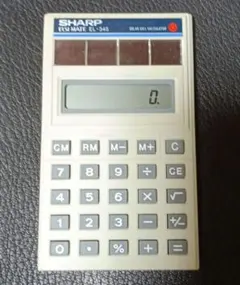 SHARP
ELSI MATE EL-345
0.
CM RM M- M+ C
7 8 9 ÷ CE
4 5 6 × √
1 2 3 - +/-
0 • % + =